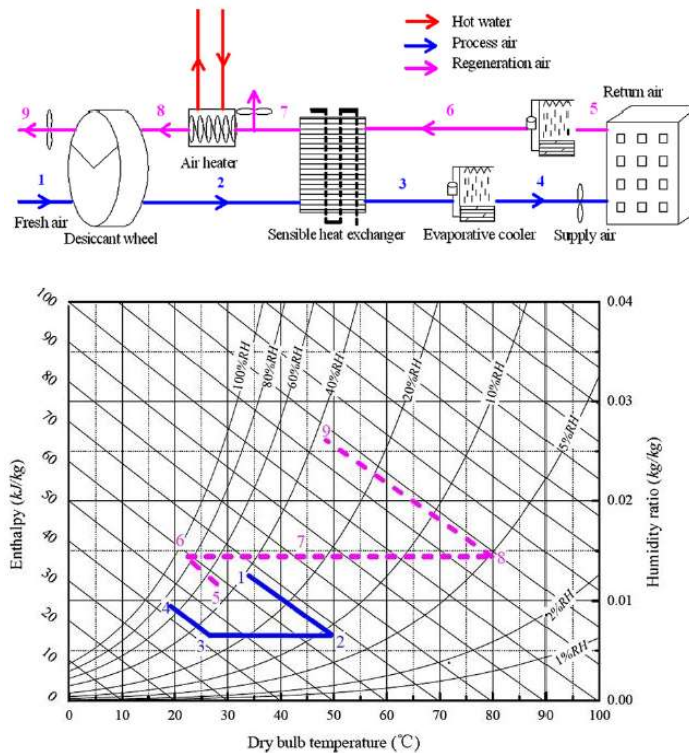 Hot water
Process air
Regeneration air
Return air
9
8
7
6
5
Air heater
1
2
3
4
Fresh air
Desiccant wheel
Sensible heat exchanger
Evaporative cooler
Supply air
100
90
80
70
60
50
40
30
20
10
0
Enthalpy (kJ/kg)
100%RH
80%RH
60%RH
40%RH
20%RH
10%RH
5%RH
2%RH
1%RH
9
6
7
8
1
5
4
3
2
0.04
0.03
0.02
0.01
0.00
Humidity ratio (kg/kg)
0 10 20 30 40 50 60 70 80 90 100
Dry bulb temperature (℃)